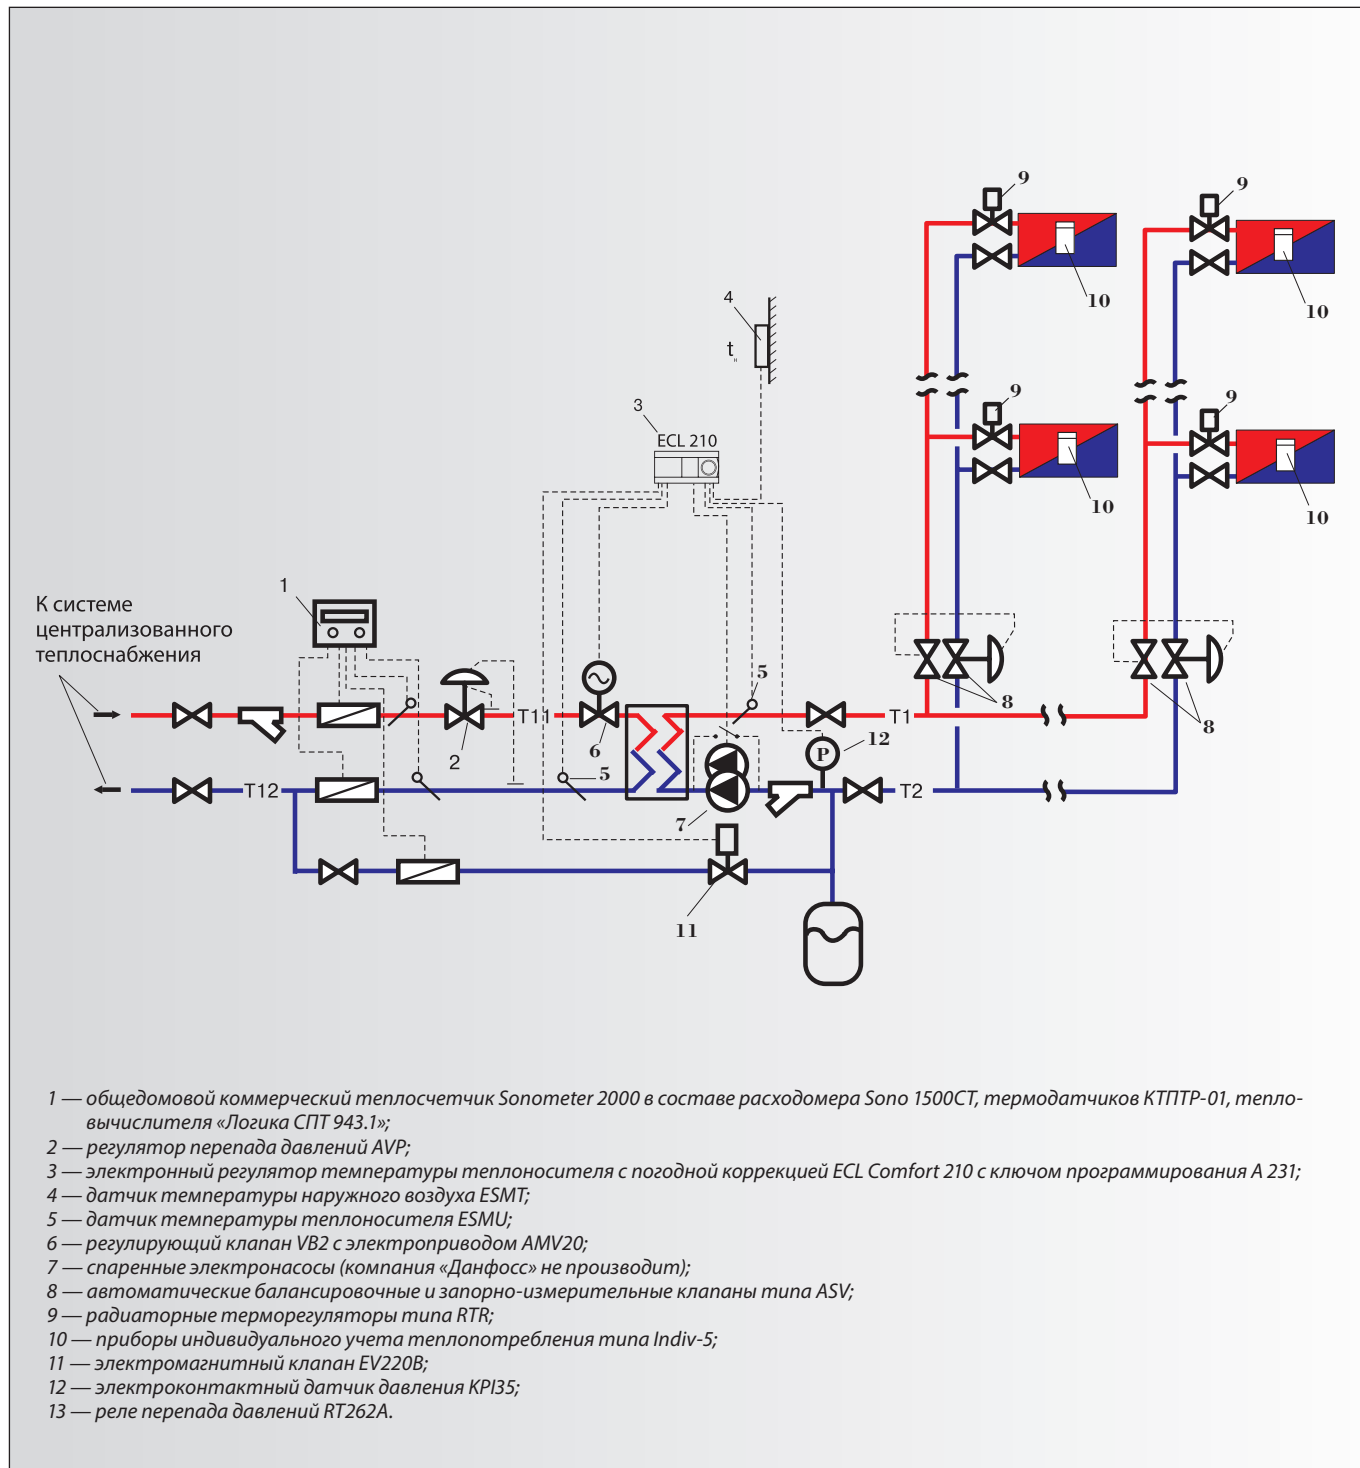 9
9
10
10
4
tн
9
9
3
ECL 210
10
10
1
К системе
централизованного
теплоснабжения
5
8
8
T11
T1
12
P
6
2
5
T12
T2
7
11
1 — общедомовой коммерческий теплосчетчик Sonometer 2000 в составе расходомера Sono 1500CT, термодатчиков КТПТР-01, тепло-
вычислителя «Логика СПТ 943.1»;
2 — регулятор перепада давлений AVP;
3 — электронный регулятор температуры теплоносителя с погодной коррекцией ECL Comfort 210 с ключом программирования А 231;
4 — датчик температуры наружного воздуха ESMT;
5 — датчик температуры теплоносителя ESMU;
6 — регулирующий клапан VB2 с электроприводом AMV20;
7 — спаренные электронасосы (компания «Данфосс» не производит);
8 — автоматические балансировочные и запорно-измерительные клапаны типа ASV;
9 — радиаторные терморегуляторы типа RTR;
10 — приборы индивидуального учета теплопотребления типа Indiv-5;
11 — электромагнитный клапан EV220B;
12 — электроконтактный датчик давления KPI35;
13 — реле перепада давлений RT262A.